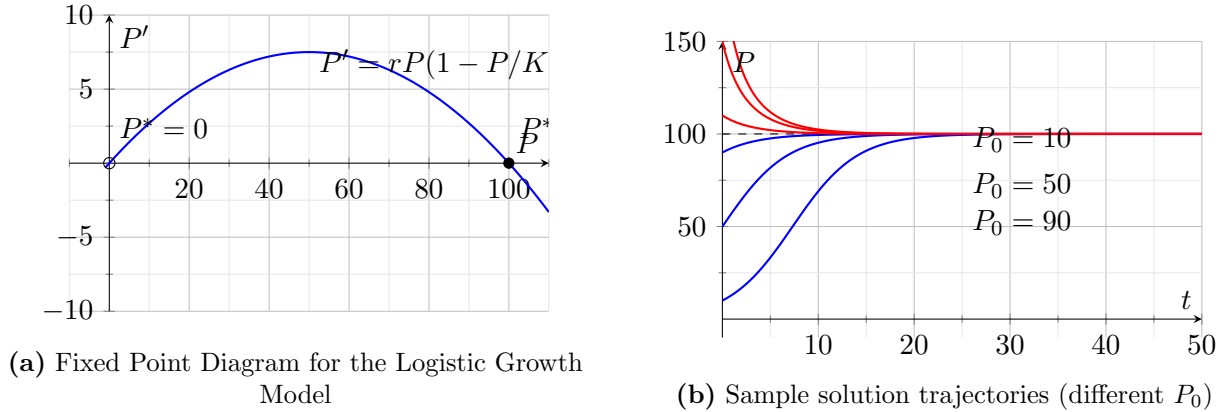 10
P′
P′ = rP(1 − P/K
5
P* = 0
P*
P
20 40 60 80 100
−5
−10
(a) Fixed Point Diagram for the Logistic Growth
Model
150
P
100
P₀ = 10
P₀ = 50
50
P₀ = 90
t
10 20 30 40 50
(b) Sample solution trajectories (different P₀)